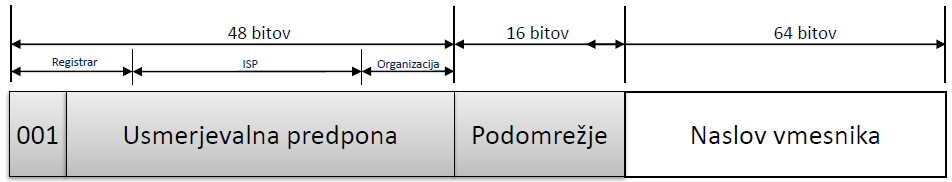 48 bitov 16 bitov 64 bitov
Registrar ISP Organizacija
001 Usmerjevalna predpona Podomrežje Naslov vmesnika